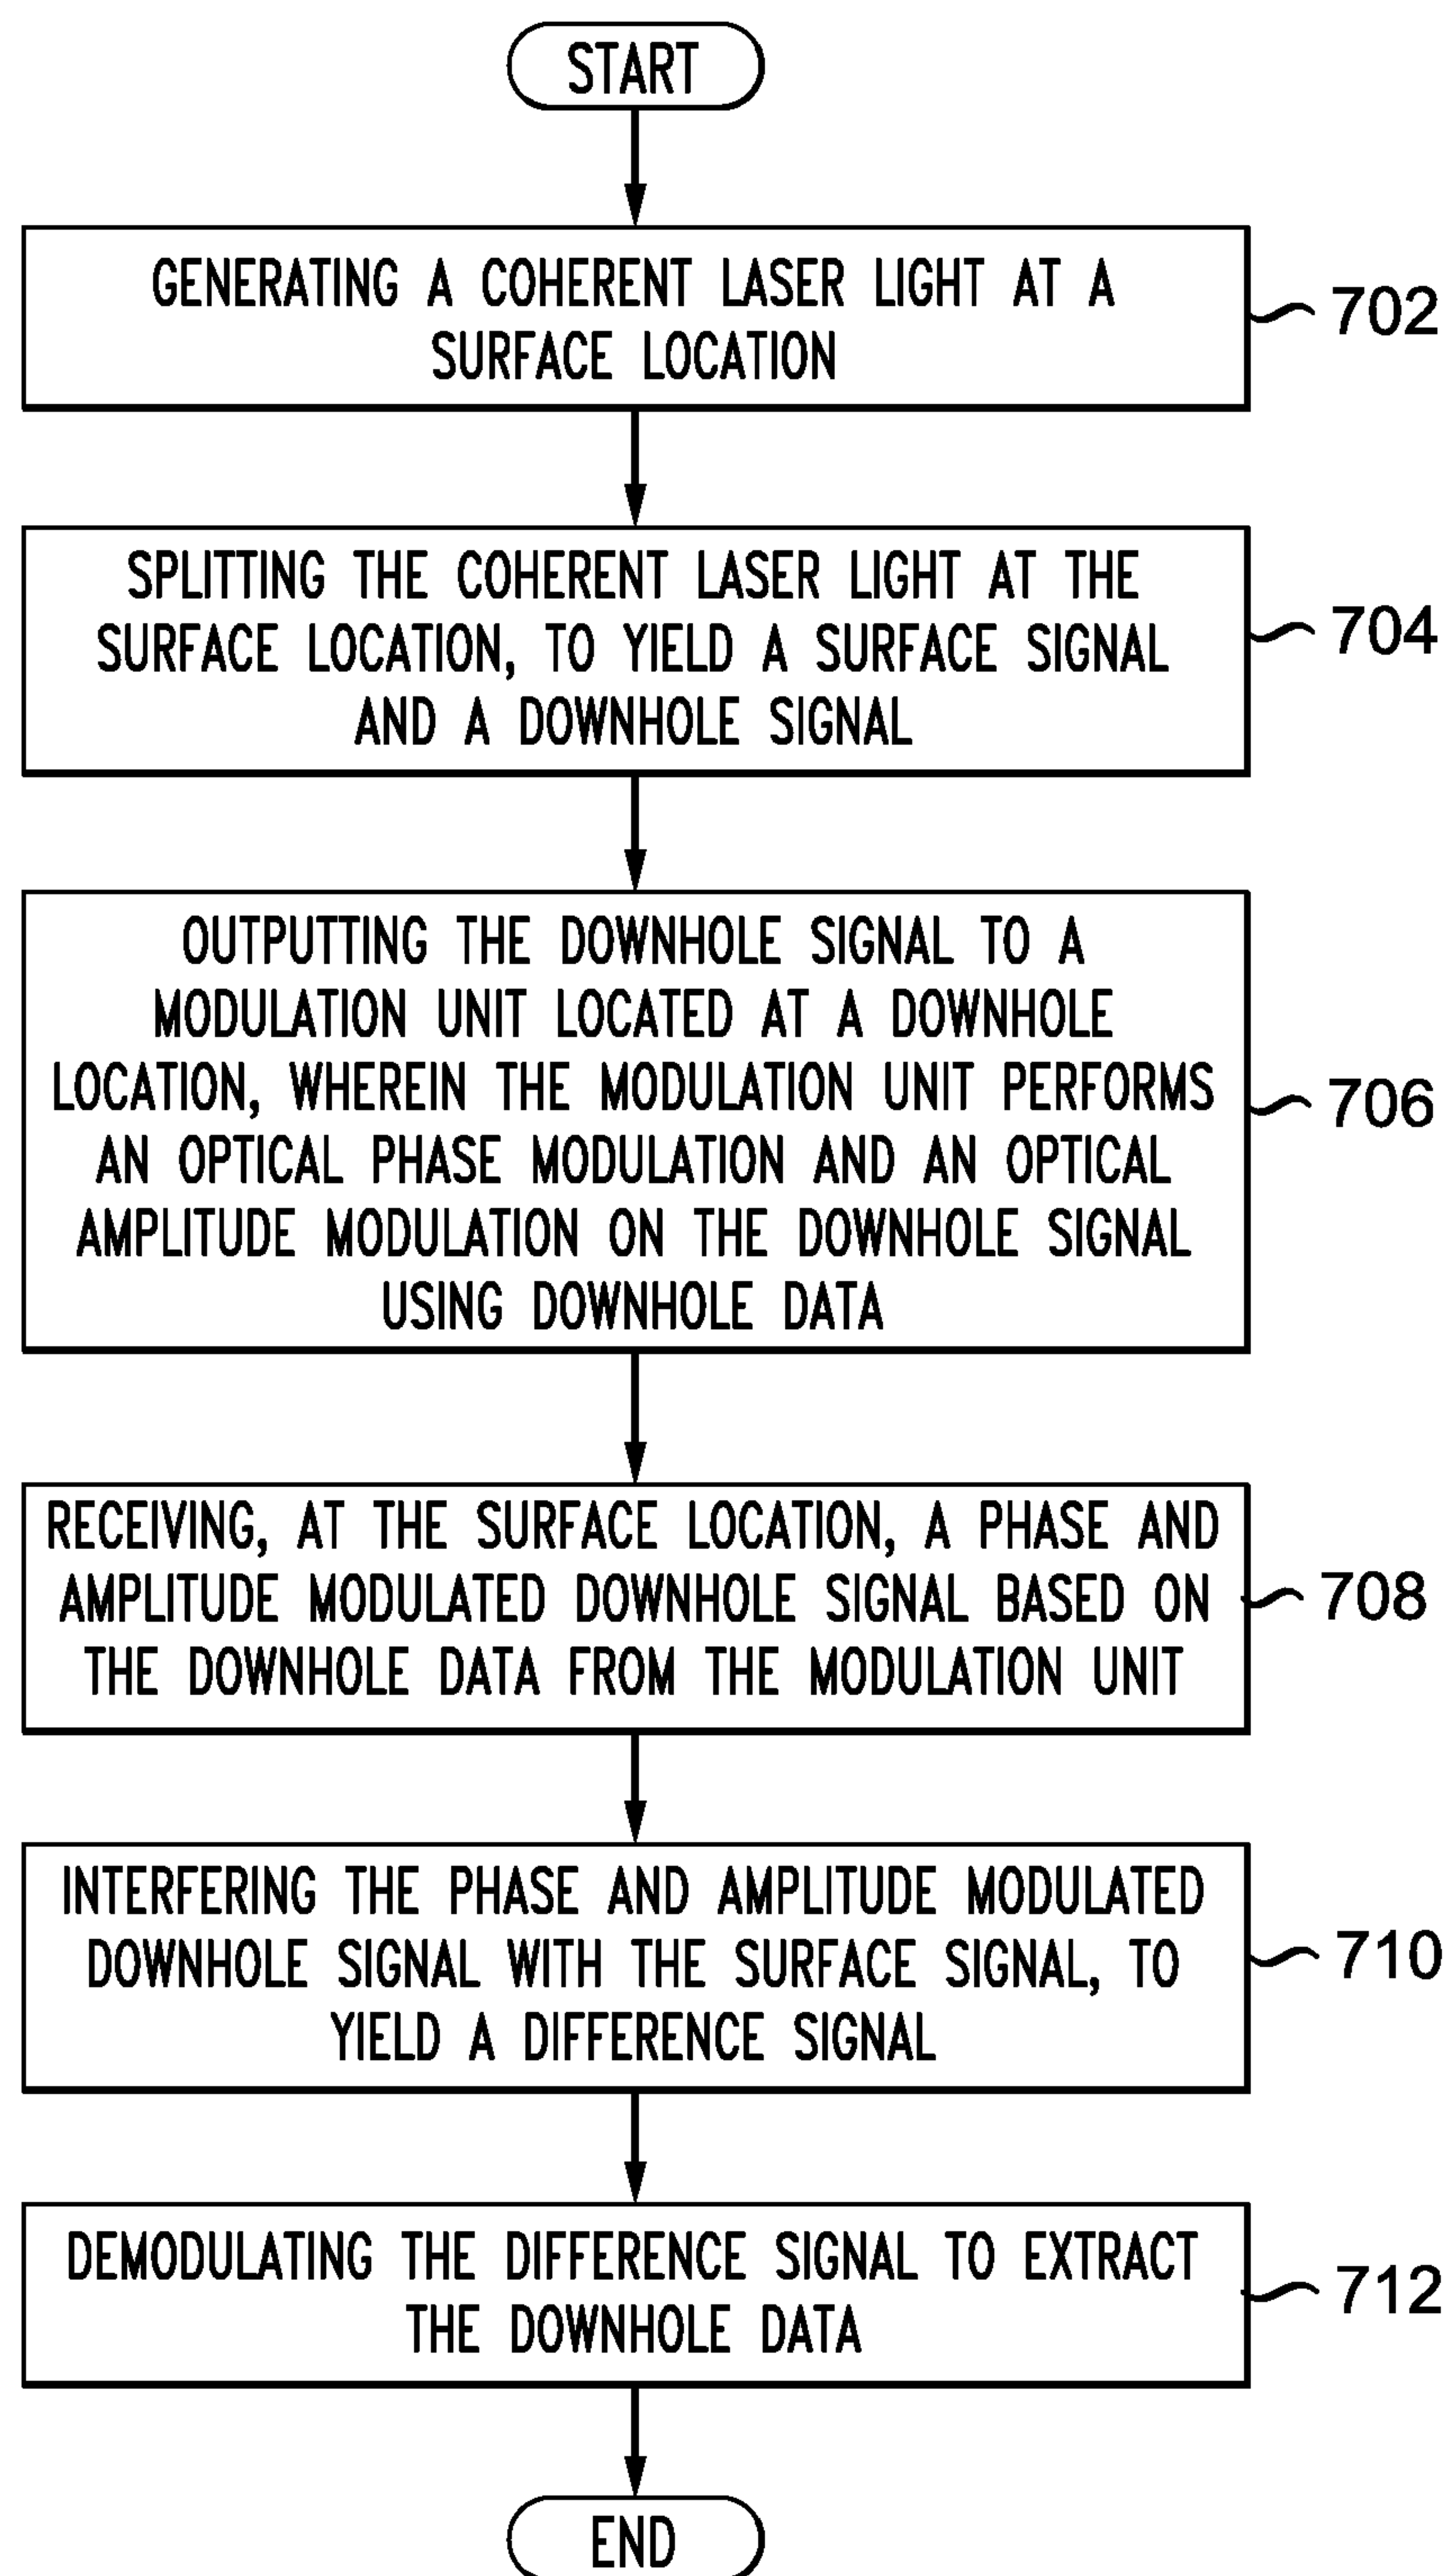 START
GENERATING A COHERENT LASER LIGHT AT A
SURFACE LOCATION
702
SPLITTING THE COHERENT LASER LIGHT AT THE
SURFACE LOCATION, TO YIELD A SURFACE SIGNAL
AND A DOWNHOLE SIGNAL
704
OUTPUTTING THE DOWNHOLE SIGNAL TO A
MODULATION UNIT LOCATED AT A DOWNHOLE
LOCATION, WHEREIN THE MODULATION UNIT PERFORMS
AN OPTICAL PHASE MODULATION AND AN OPTICAL
AMPLITUDE MODULATION ON THE DOWNHOLE SIGNAL
USING DOWNHOLE DATA
706
RECEIVING, AT THE SURFACE LOCATION, A PHASE AND
AMPLITUDE MODULATED DOWNHOLE SIGNAL BASED ON
THE DOWNHOLE DATA FROM THE MODULATION UNIT
708
INTERFERING THE PHASE AND AMPLITUDE MODULATED
DOWNHOLE SIGNAL WITH THE SURFACE SIGNAL, TO
YIELD A DIFFERENCE SIGNAL
710
DEMODULATING THE DIFFERENCE SIGNAL TO EXTRACT
THE DOWNHOLE DATA
712
END